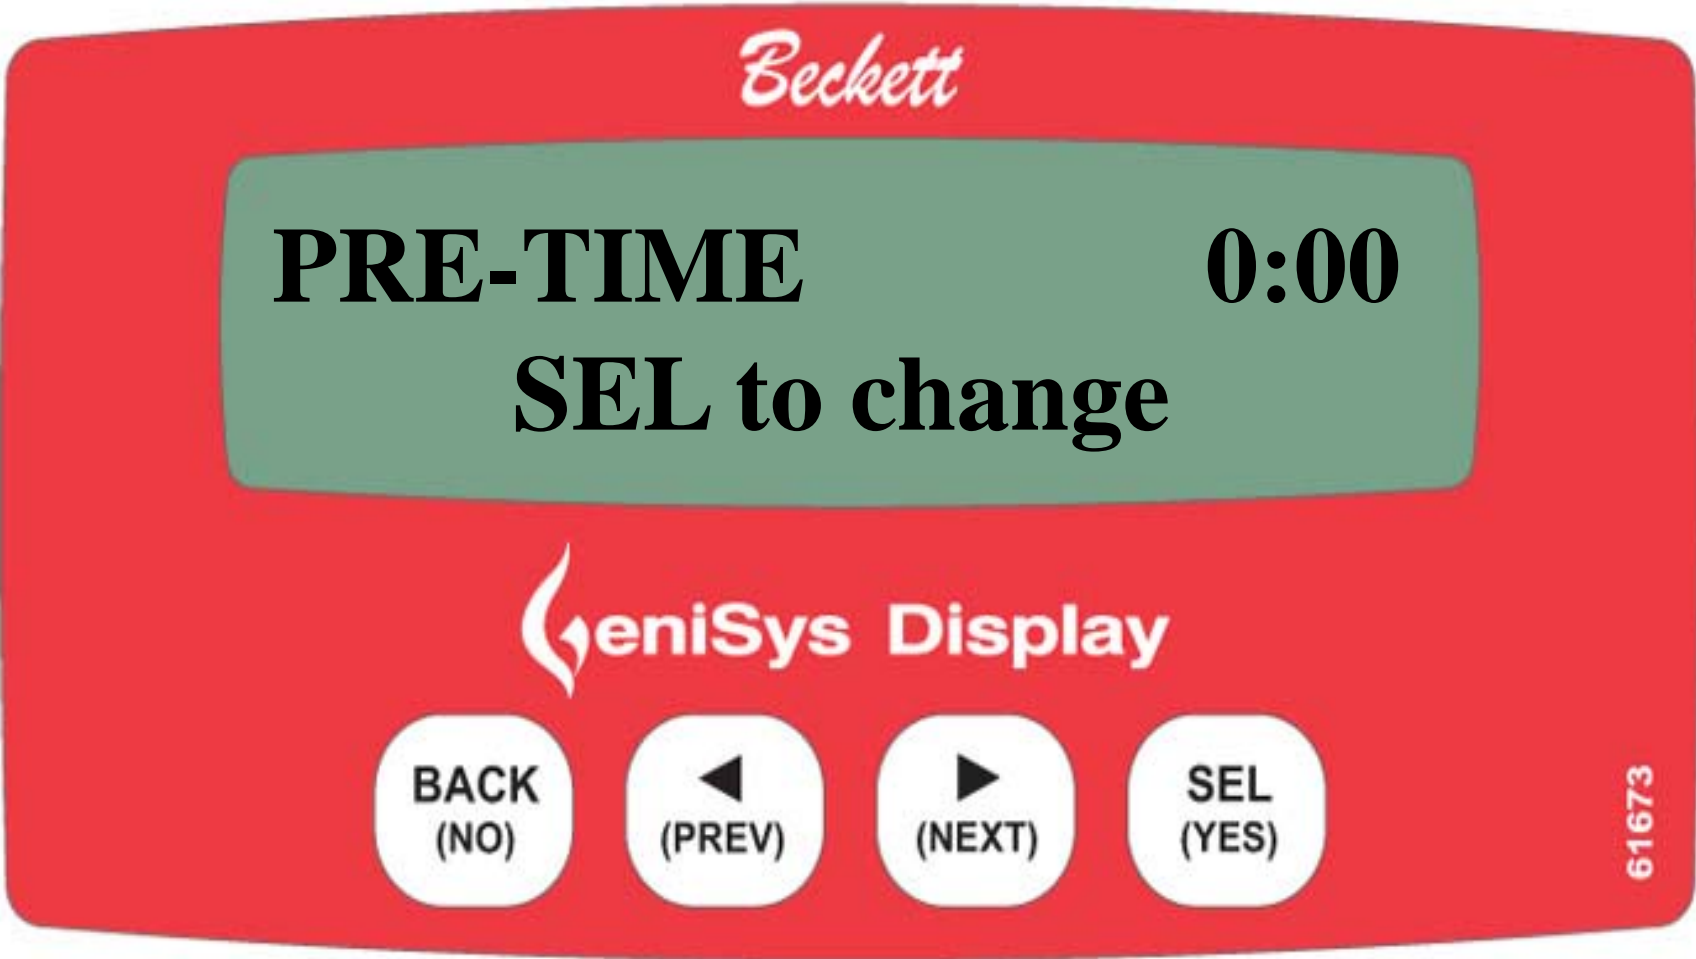 Beckett
PRE-TIME 0:00
SEL to change
GeniSys Display
BACK
(NO)
◀
(PREV)
▶
(NEXT)
SEL
(YES)
61673